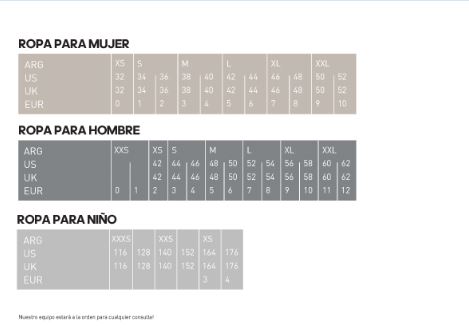 ROPA PARA MUJER
ARG XS S M L XL XXL
US 32 34 36 38 40 42 44 46 48 50 52
UK 32 34 36 38 40 42 44 46 48 50 52
EUR 0 1 2 3 4 5 6 7 8 9 10
ROPA PARA HOMBRE
ARG XXS XS S M L XL XXL
US 42 44 46 48 50 52 54 56 58 60 62
UK 42 44 46 48 50 52 54 56 58 60 62
EUR 0 1 2 3 4 5 6 7 8 9 10 11 12
ROPA PARA NIÑO
ARG XXXS XXS XS
US 116 128 140 152 164 176
UK 116 128 140 152 164 176
EUR 3 4
Nuestro equipo estará a la orden para cualquier consulta!